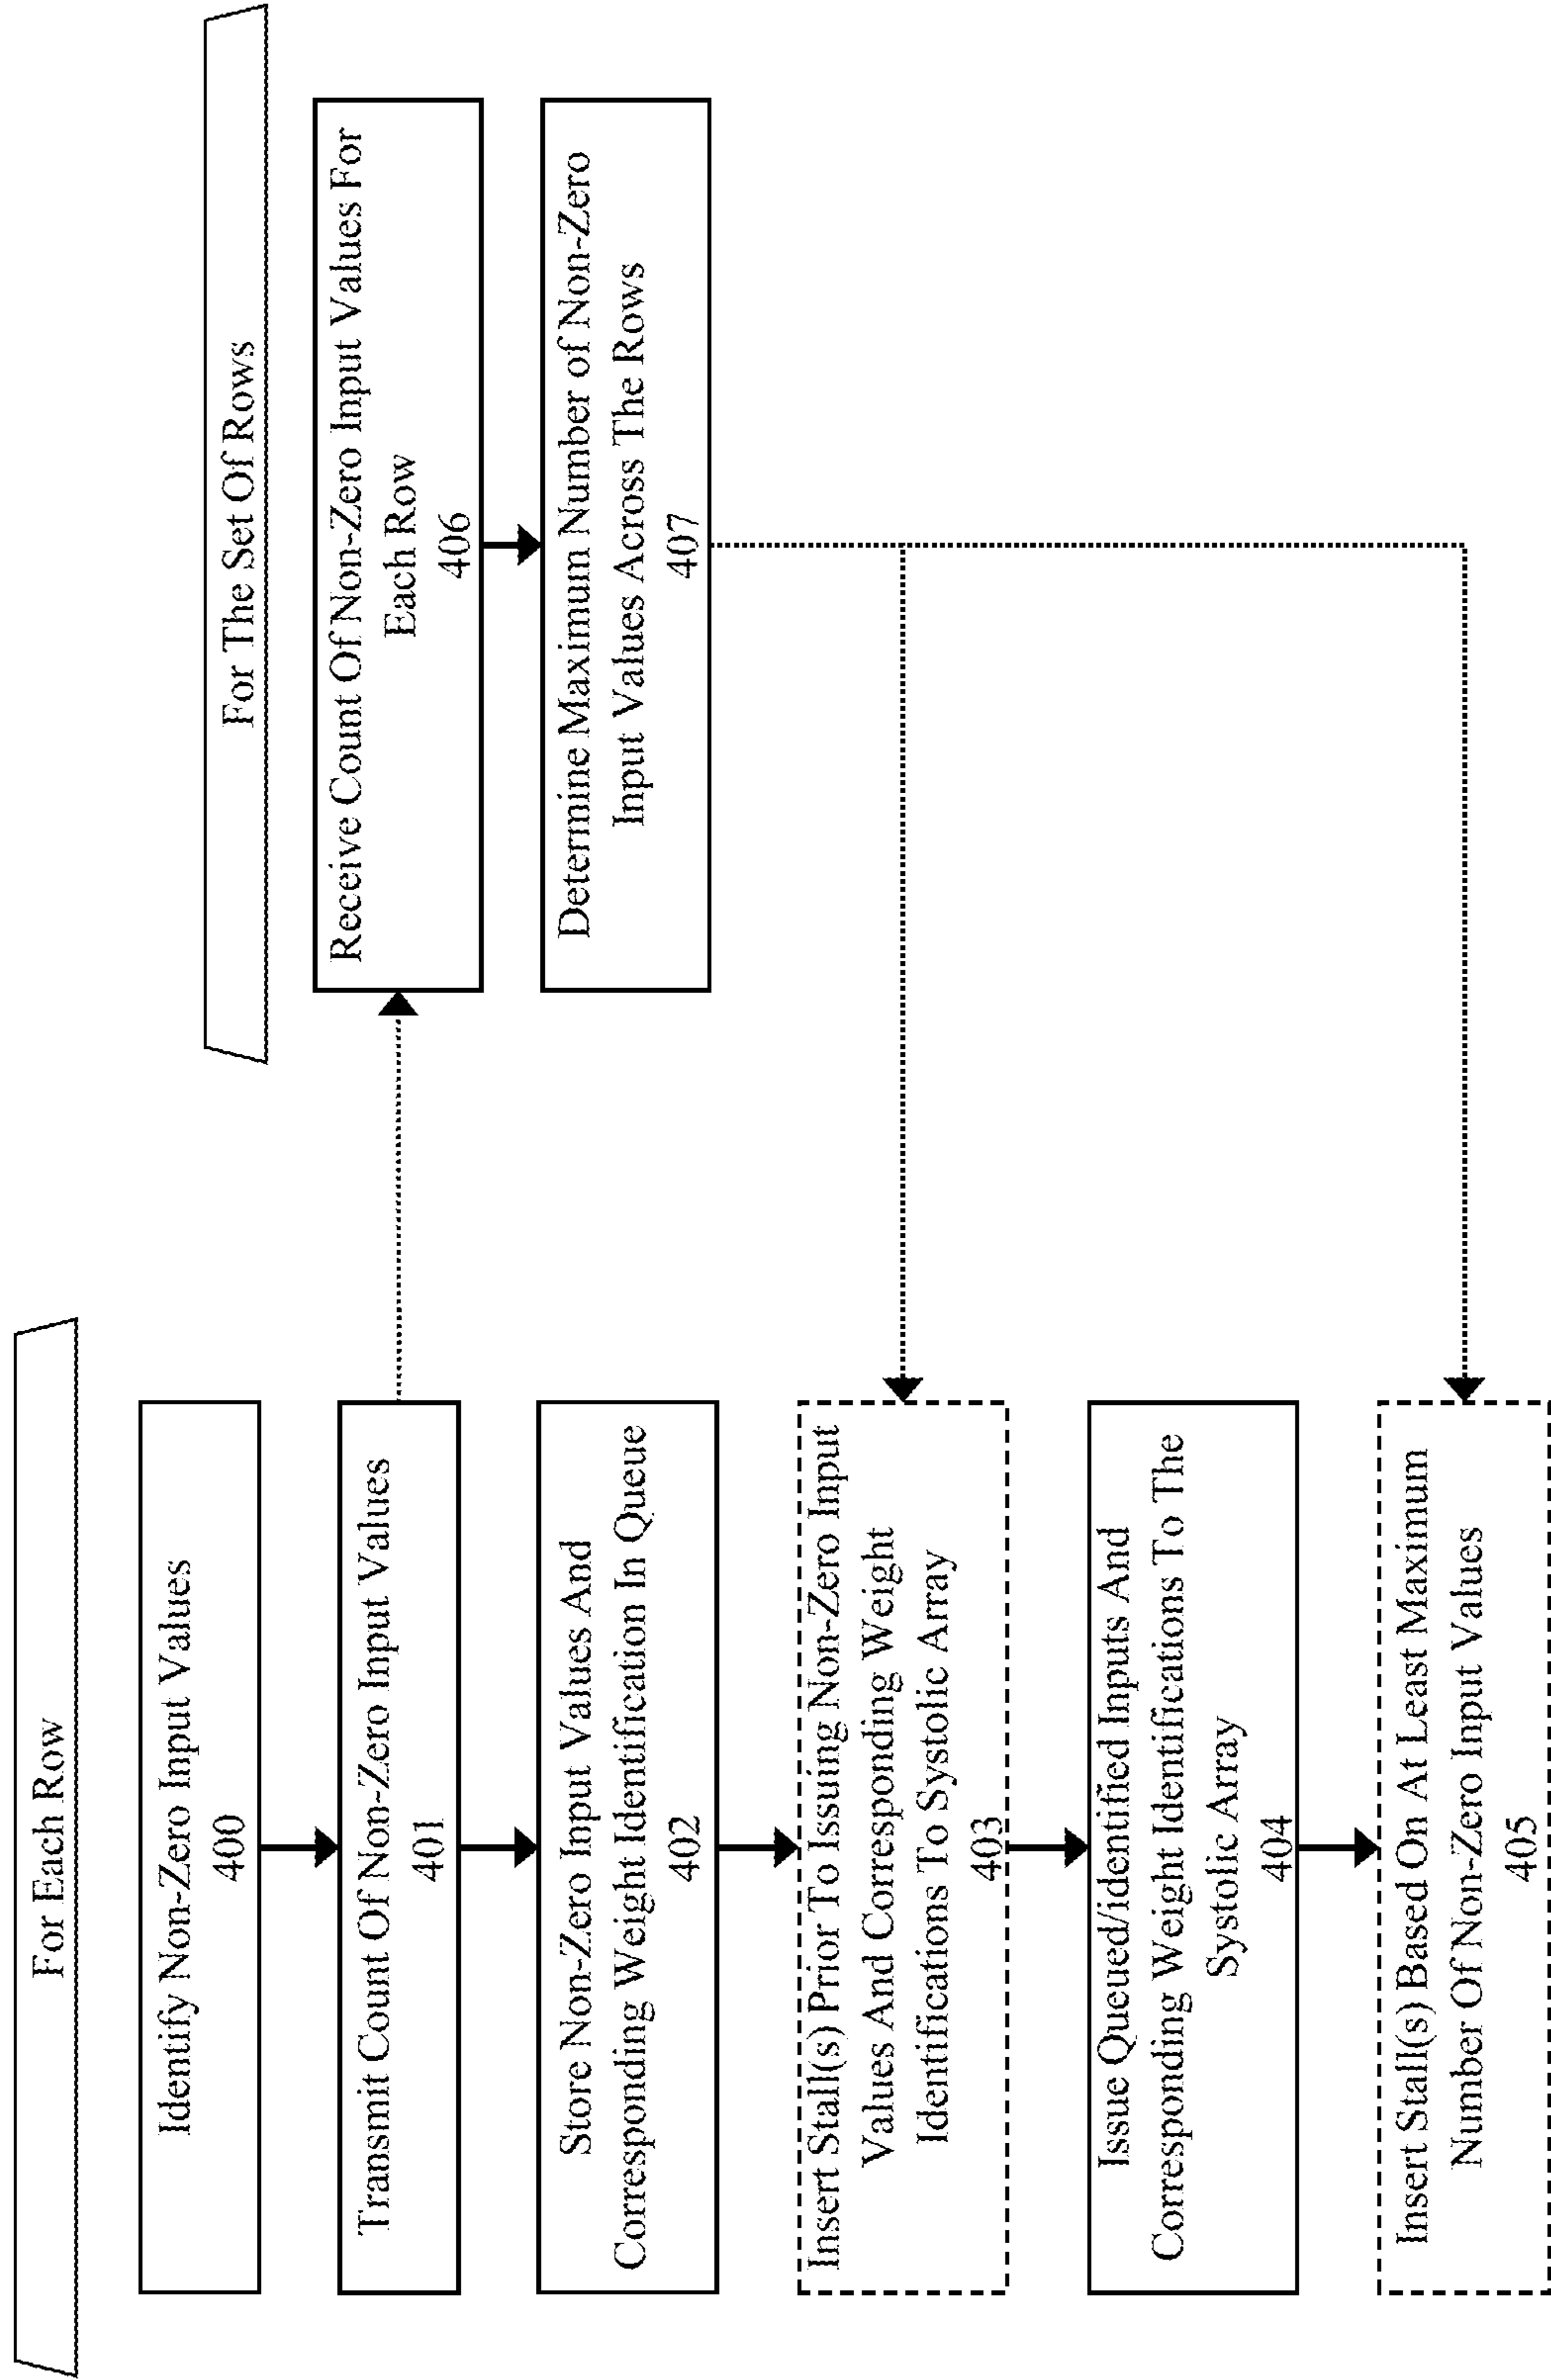 For Each Row
Identify Non-Zero Input Values
400
Transmit Count Of Non-Zero Input Values
401
Store Non-Zero Input Values And
Corresponding Weight Identification In Queue
402
Insert Stall(s) Prior To Issuing Non-Zero Input
Values And Corresponding Weight
Identifications To Systolic Array
403
Issue Queued/identified Inputs And
Corresponding Weight Identifications To The
Systolic Array
404
Insert Stall(s) Based On At Least Maximum
Number Of Non-Zero Input Values
405
For The Set Of Rows
Receive Count Of Non-Zero Input Values For
Each Row
406
Determine Maximum Number of Non-Zero
Input Values Across The Rows
407